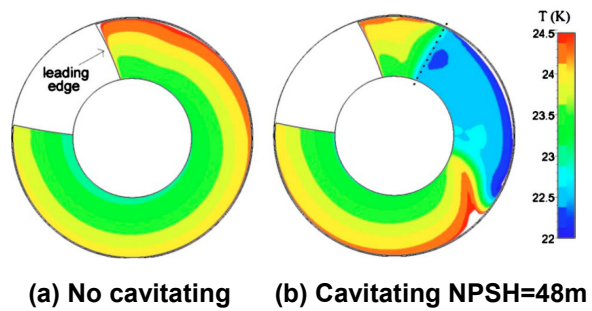 T (K)
leading
edge
24.5
24
23.5
23
22.5
22
(a) No cavitating
(b) Cavitating NPSH=48m